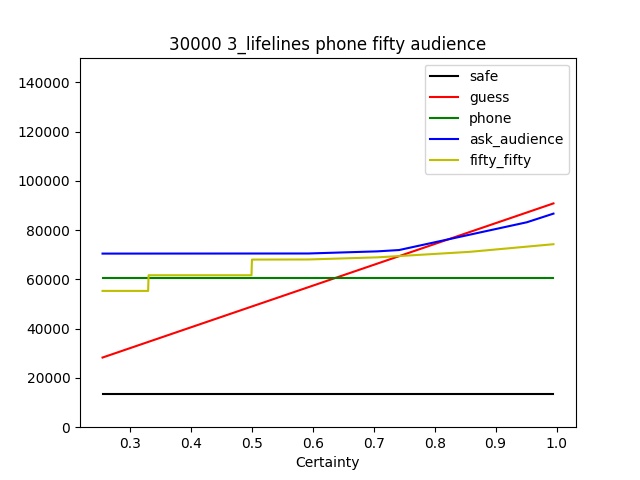 30000 3_lifelines phone fifty audience
140000
120000
100000
80000
60000
40000
20000
0
safe
guess
phone
ask_audience
fifty_fifty
0.3 0.4 0.5 0.6 0.7 0.8 0.9 1.0
Certainty